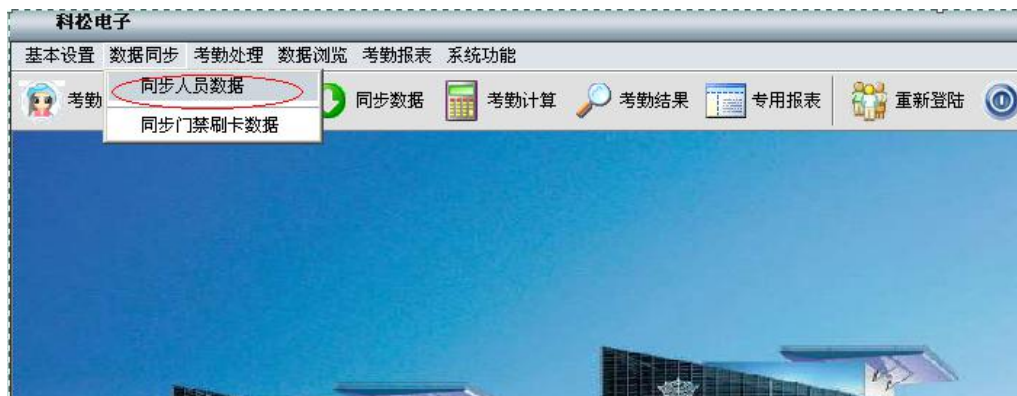 科松电子
基本设置 数据同步 考勤处理 数据浏览 考勤报表 系统功能
同步人员数据
考勤 同步数据 考勤计算 考勤结果 专用报表 重新登陆
同步门禁刷卡数据